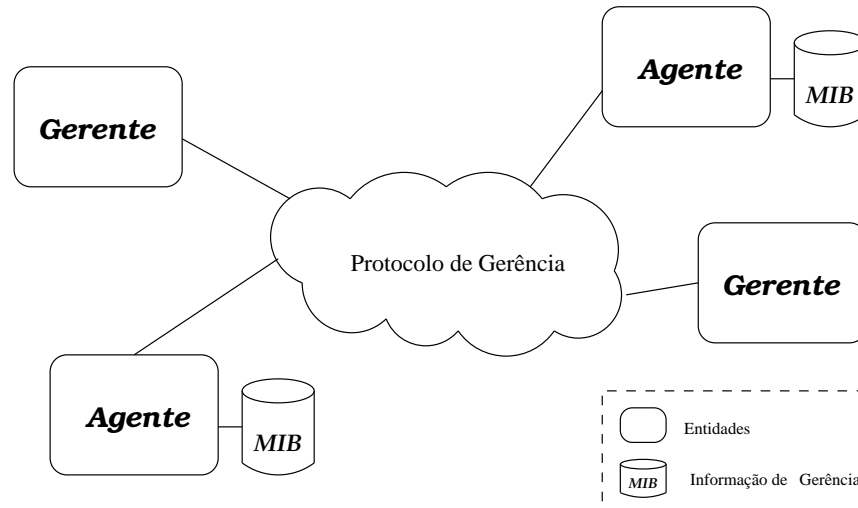 Agente
MIB
Gerente
Protocolo de Gerência
Gerente
Agente
MIB
Entidades
MIB
Informação de Gerência